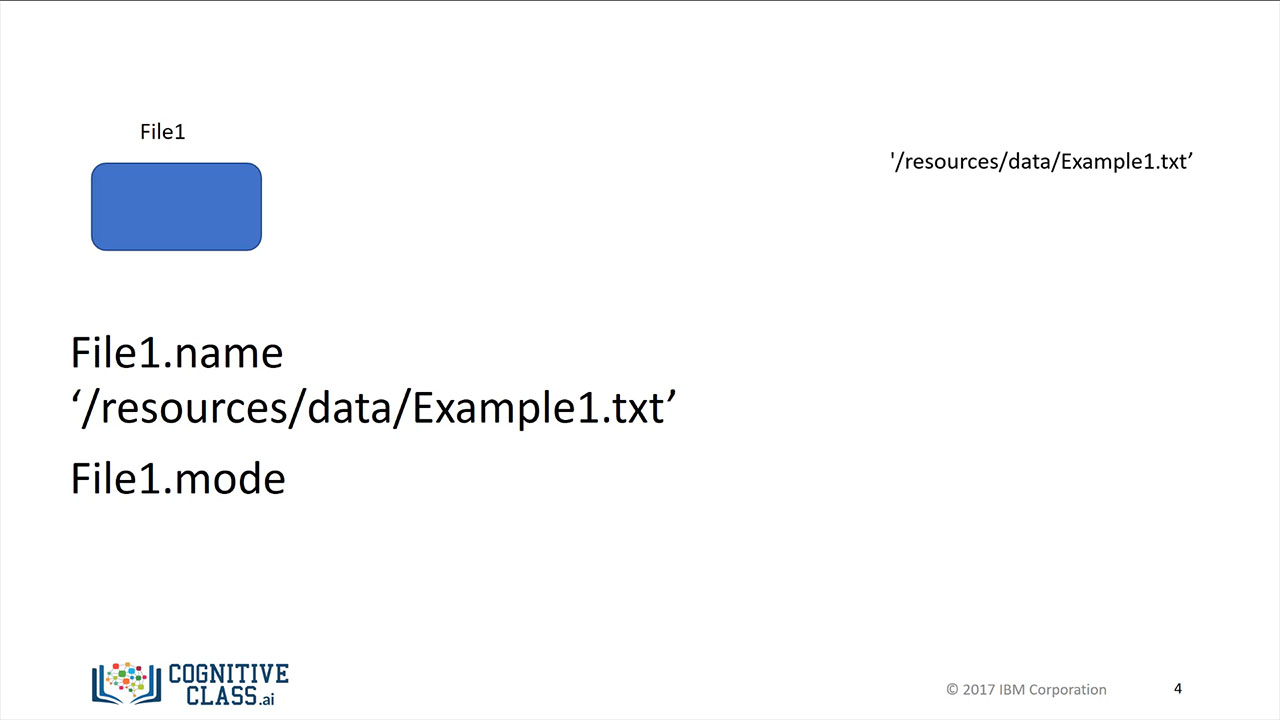 File1
'/resources/data/Example1.txt’
File1.name
‘/resources/data/Example1.txt’
File1.mode
COGNITIVE
CLASS.ai
© 2017 IBM Corporation
4